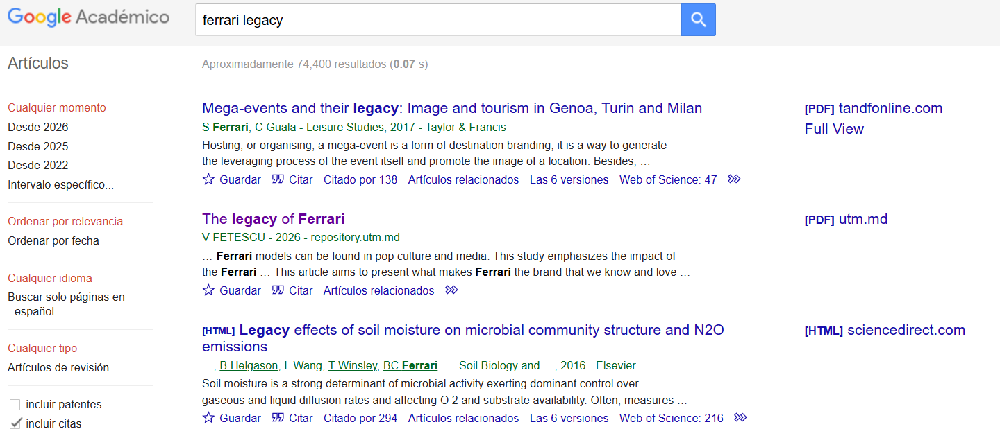 Google Académico
ferrari legacy
Artículos
Aproximadamente 74,400 resultados (0.07 s)
Cualquier momento
Desde 2026
Desde 2025
Desde 2022
Intervalo específico...
Ordenar por relevancia
Ordenar por fecha
Cualquier idioma
Buscar solo páginas en
español
Cualquier tipo
Artículos de revisión
incluir patentes
incluir citas
Mega-events and their legacy: Image and tourism in Genoa, Turin and Milan
S Ferrari, C Guala - Leisure Studies, 2017 - Taylor & Francis
Hosting, or organising, a mega-event is a form of destination branding; it is a way to generate
the leveraging process of the event itself and promote the image of a location. Besides, …
Guardar Citar Citado por 138 Artículos relacionados Las 6 versiones Web of Science: 47
[PDF] tandfonline.com
Full View
The legacy of Ferrari
V FETESCU - 2026 - repository.utm.md
… Ferrari models can be found in pop culture and media. This study emphasizes the impact of
the Ferrari … This article aims to present what makes Ferrari the brand that we know and love …
Guardar Citar Artículos relacionados
[PDF] utm.md
[HTML] Legacy effects of soil moisture on microbial community structure and N2O
emissions
…, B Helgason, L Wang, T Winsley, BC Ferrari… - Soil Biology and …, 2016 - Elsevier
Soil moisture is a strong determinant of microbial activity exerting dominant control over
gaseous and liquid diffusion rates and affecting O 2 and substrate availability. Often, measures …
Guardar Citar Citado por 294 Artículos relacionados Las 6 versiones Web of Science: 216
[HTML] sciencedirect.com